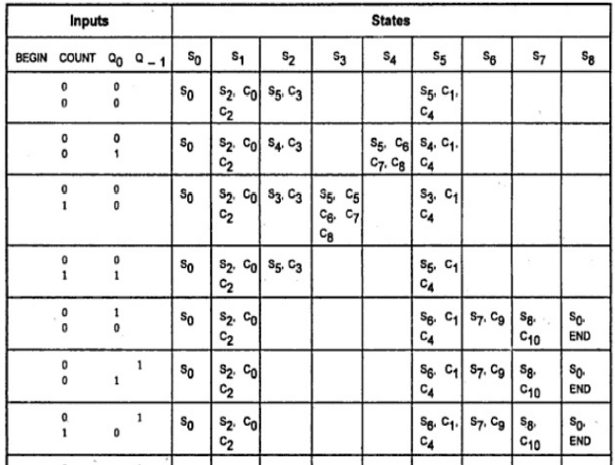 Inputs States
BEGIN COUNT Q0 Q–1 S0 S1 S2 S3 S4 S5 S6 S7 S8
0 0
0 0
S0 S2, C0 S5, C3 S5, C1,
C2 C4
0 0
0 1
S0 S2, C0 S4, C3 S5, C6 S4, C1,
C2 C7, C8 C4
0 0
1 0
S0 S2, C0 S3, C3 S5, C5 S3, C1
C2 C6, C7 C4
C8
0 0
1 1
S0 S2, C0 S5, C3 S5, C1
C2 C4
0 1
0 0
S0 S2, C0 S6, C1 S7, C9 S8, S0,
C2 C4 C10 END
0 1
0 1
S0 S2, C0 S6, C1 S7, C9 S8, S0,
C2 C4 C10 END
0 1
1 0
S0 S2, C0 S6, C1, S7, C9 S8, S0,
C2 C4 C10 END